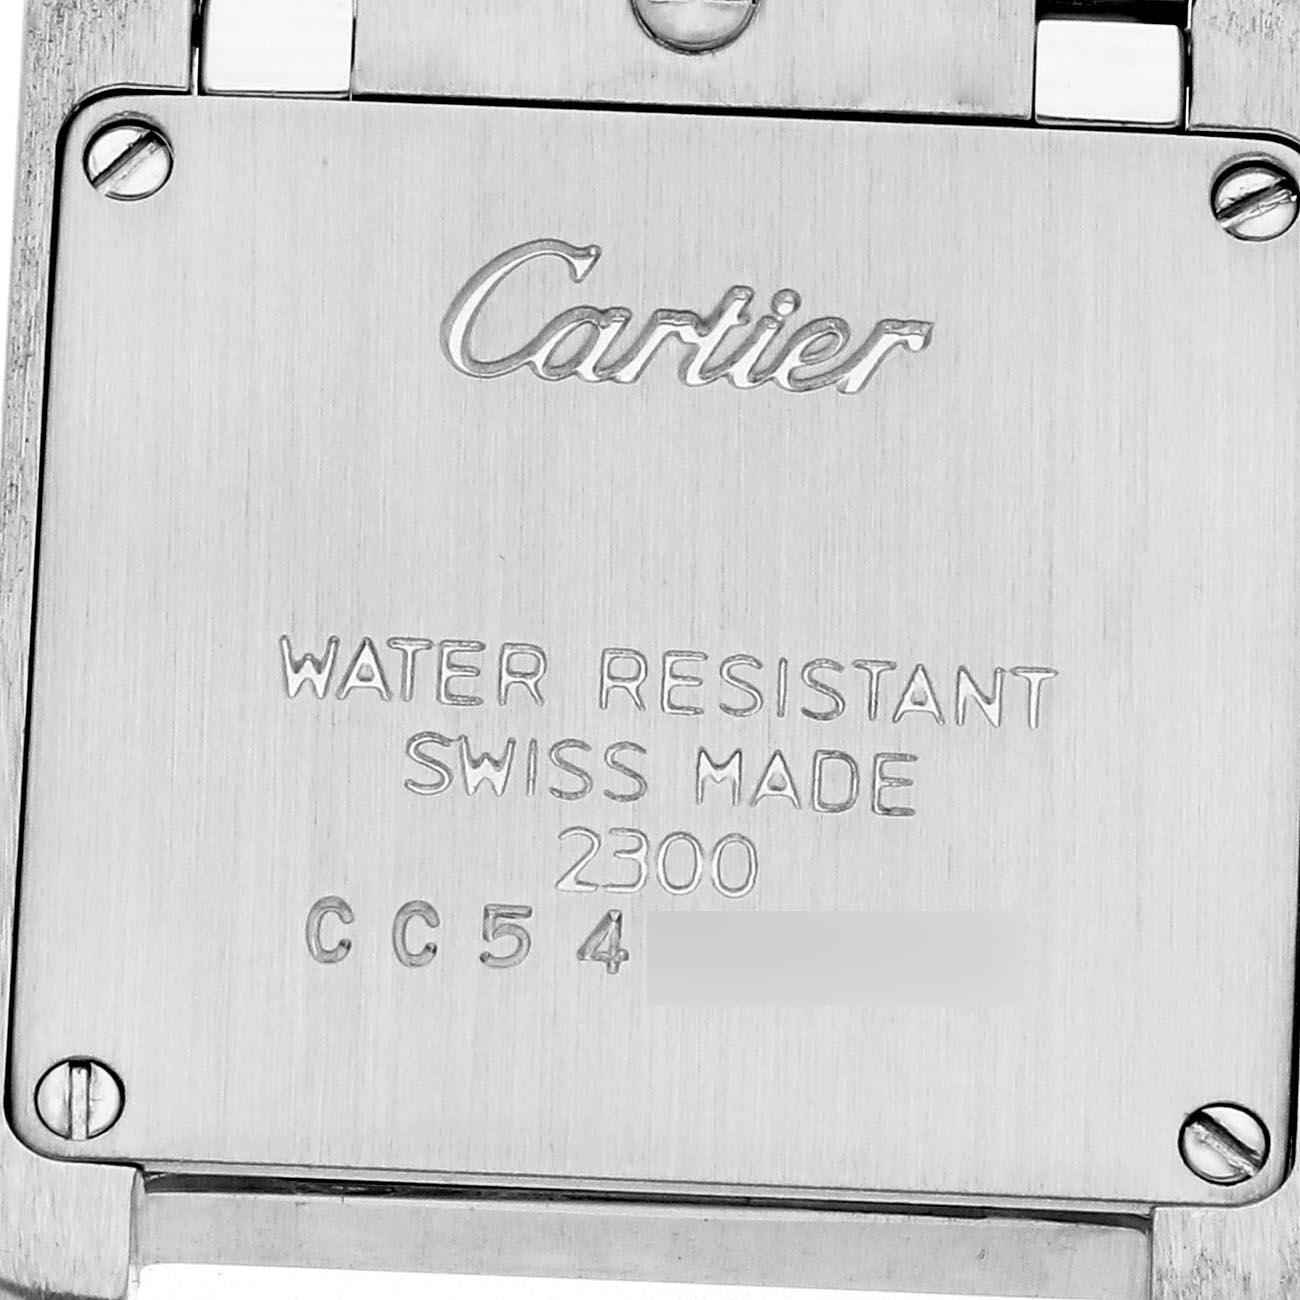 Cartier
WATER RESISTANT
SWISS MADE
2300
CC54